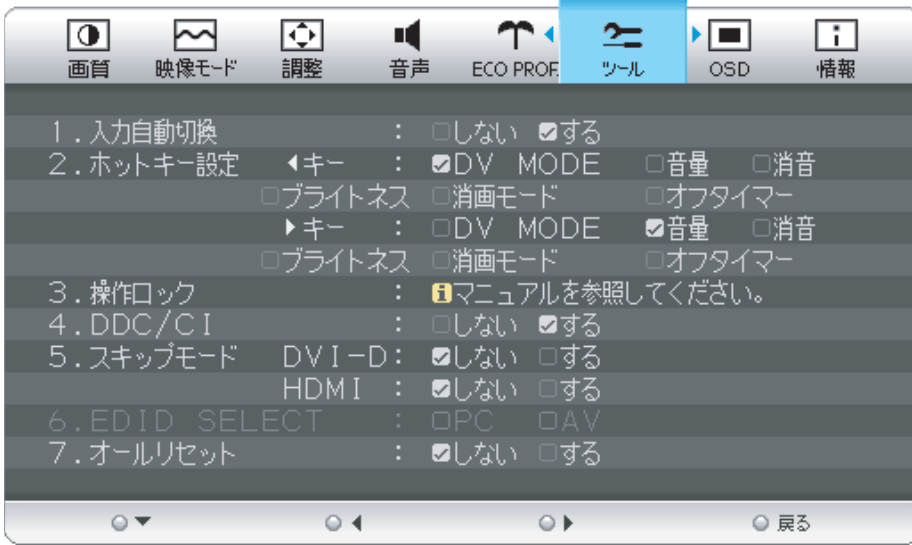 画質 映像モード 調整 音声 ECO PROF. ツール OSD 情報
1.入力自動切換 : しない する
2.ホットキー設定 キー : DV MODE 音量 消音
ブライトネス 消画モード オフタイマー
キー : DV MODE 音量 消音
ブライトネス 消画モード オフタイマー
3.操作ロック : マニュアルを参照してください。
4.DDC/CI : しない する
5.スキップモード DVI-D: しない する
HDMI : しない する
6.EDID SELECT : PC AV
7.オールリセット : しない する
戻る